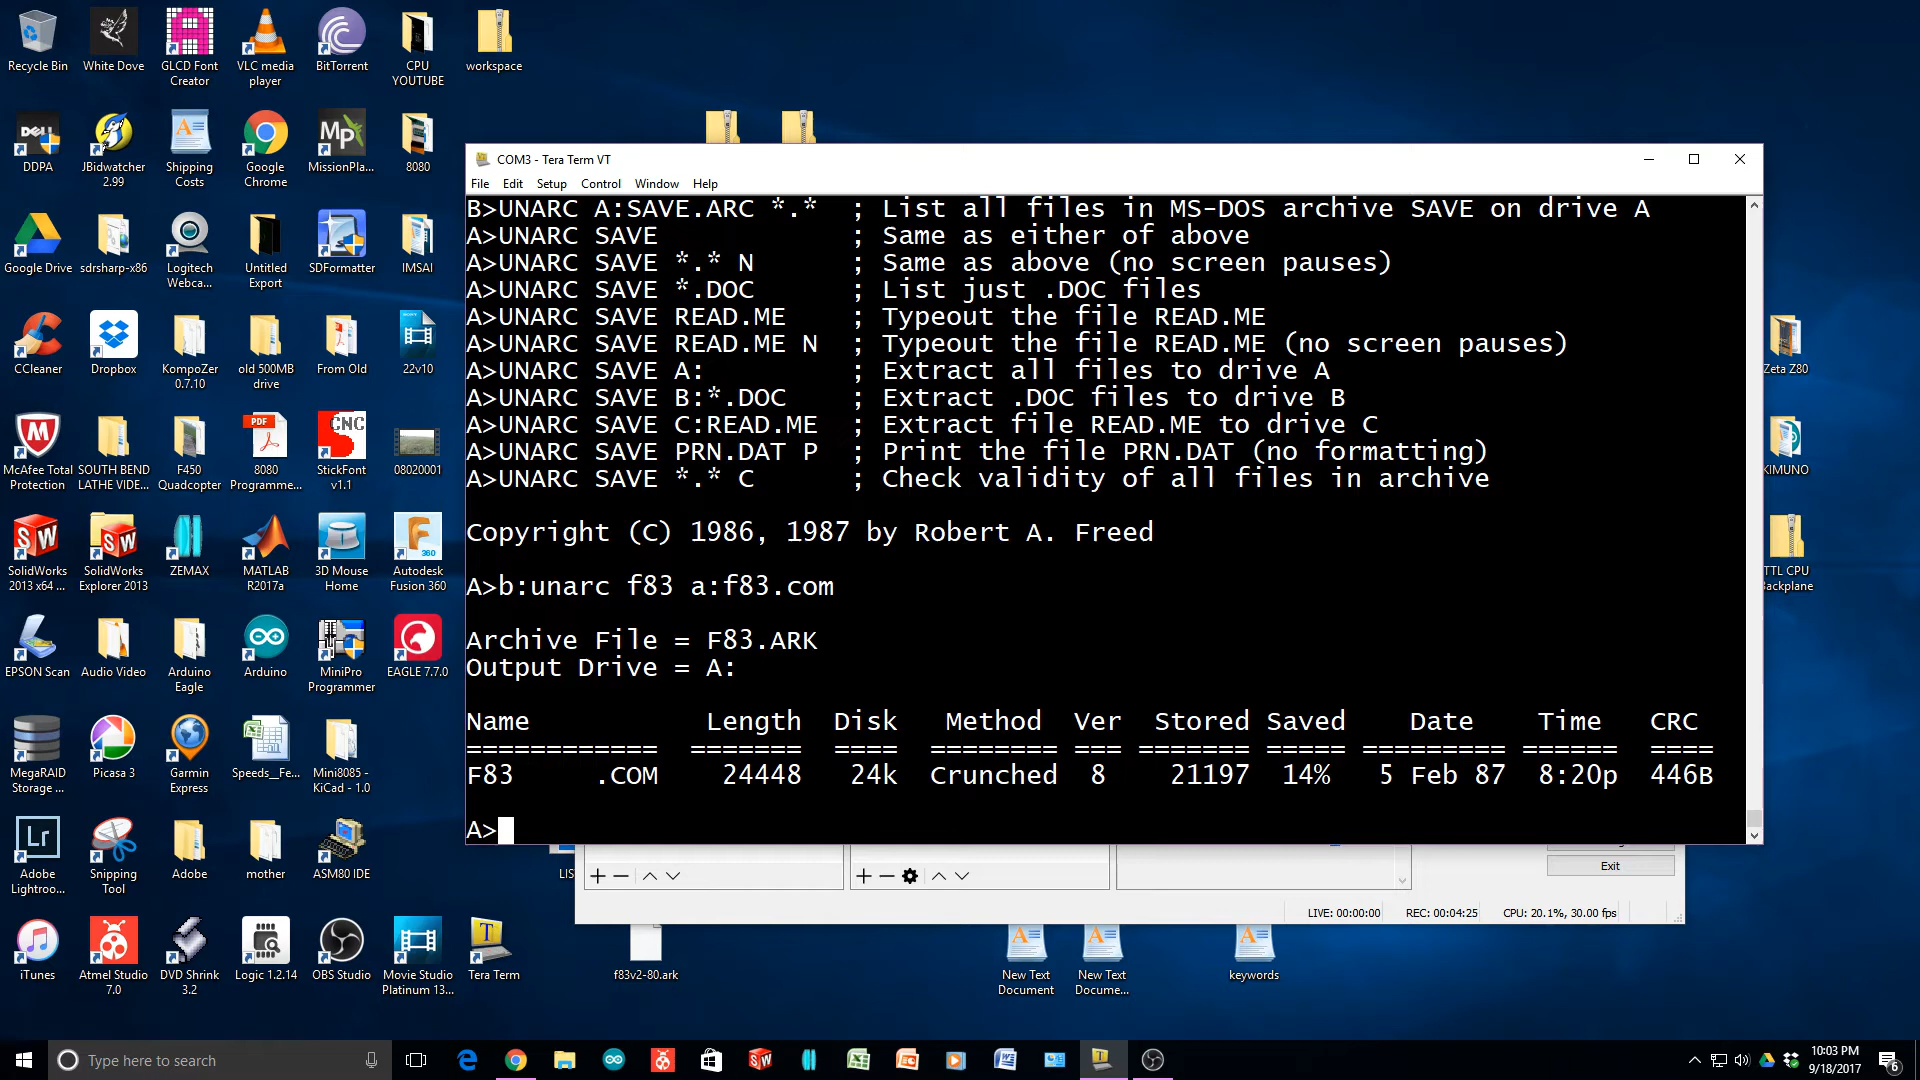 Recycle Bin
White Dove
GLCD Font
Creator
VLC media
player
BitTorrent
CPU
YOUTUBE
workspace
DELL
DDPA
JBidwatcher
2.99
Shipping
Costs
Google
Chrome
Mp
MissionPla...
8080
Google Drive
sdrsharp-x86
Logitech
Webca...
Untitled
Export
SDFormatter
IMSAI
CCleaner
Dropbox
KompoZer
0.7.10
old 500MB
drive
From Old
22v10
McAfee Total
Protection
SOUTH BEND
LATHE VIDE...
F450
Quadcopter
PDF
8080
Programme...
CNC
StickFont
v1.1
08020001
SolidWorks
2013 x64 ...
SolidWorks
Explorer 2013
ZEMAX
MATLAB
R2017a
3D Mouse
Home
360
Autodesk
Fusion 360
EPSON Scan
Audio Video
Arduino
Eagle
Arduino
MiniPro
Programmer
EAGLE 7.7.0
MegaRAID
Storage ...
Picasa 3
Garmin
Express
Speeds__Fe...
Mini8085 -
KiCad - 1.0
Lr
Adobe
Lightroo...
Snipping
Tool
Adobe
mother
ASM80 IDE
iTunes
Atmel Studio
7.0
DVD Shrink
3.2
Logic 1.2.14
OBS Studio
Movie Studio
Platinum 13...
Tera Term
f83v2-80.ark
New Text
Document
New Text
Docume...
keywords
Zeta Z80
KIMUNO
TTL CPU
Backplane
COM3 - Tera Term VT
File Edit Setup Control Window Help
B>UNARC A:SAVE.ARC *.* ; List all files in MS-DOS archive SAVE on drive A
A>UNARC SAVE ; Same as either of above
A>UNARC SAVE *.* N ; Same as above (no screen pauses)
A>UNARC SAVE *.DOC ; List just .DOC files
A>UNARC SAVE READ.ME ; Typeout the file READ.ME
A>UNARC SAVE READ.ME N ; Typeout the file READ.ME (no screen pauses)
A>UNARC SAVE A: ; Extract all files to drive A
A>UNARC SAVE B:*.DOC ; Extract .DOC files to drive B
A>UNARC SAVE C:READ.ME ; Extract file READ.ME to drive C
A>UNARC SAVE PRN.DAT P ; Print the file PRN.DAT (no formatting)
A>UNARC SAVE *.* C ; Check validity of all files in archive
Copyright (C) 1986, 1987 by Robert A. Freed
A>b:unarc f83 a:f83.com
Archive File = F83.ARK
Output Drive = A:
Name Length Disk Method Ver Stored Saved Date Time CRC
============ ======= ==== ======== === ======= ===== ========= ====== ====
F83 .COM 24448 24k Crunched 8 21197 14% 5 Feb 87 8:20p 446B
A>
LIS
Exit
LIVE: 00:00:00 REC: 00:04:25 CPU: 20.1%, 30.00 fps
Type here to search
10:03 PM
9/18/2017
6